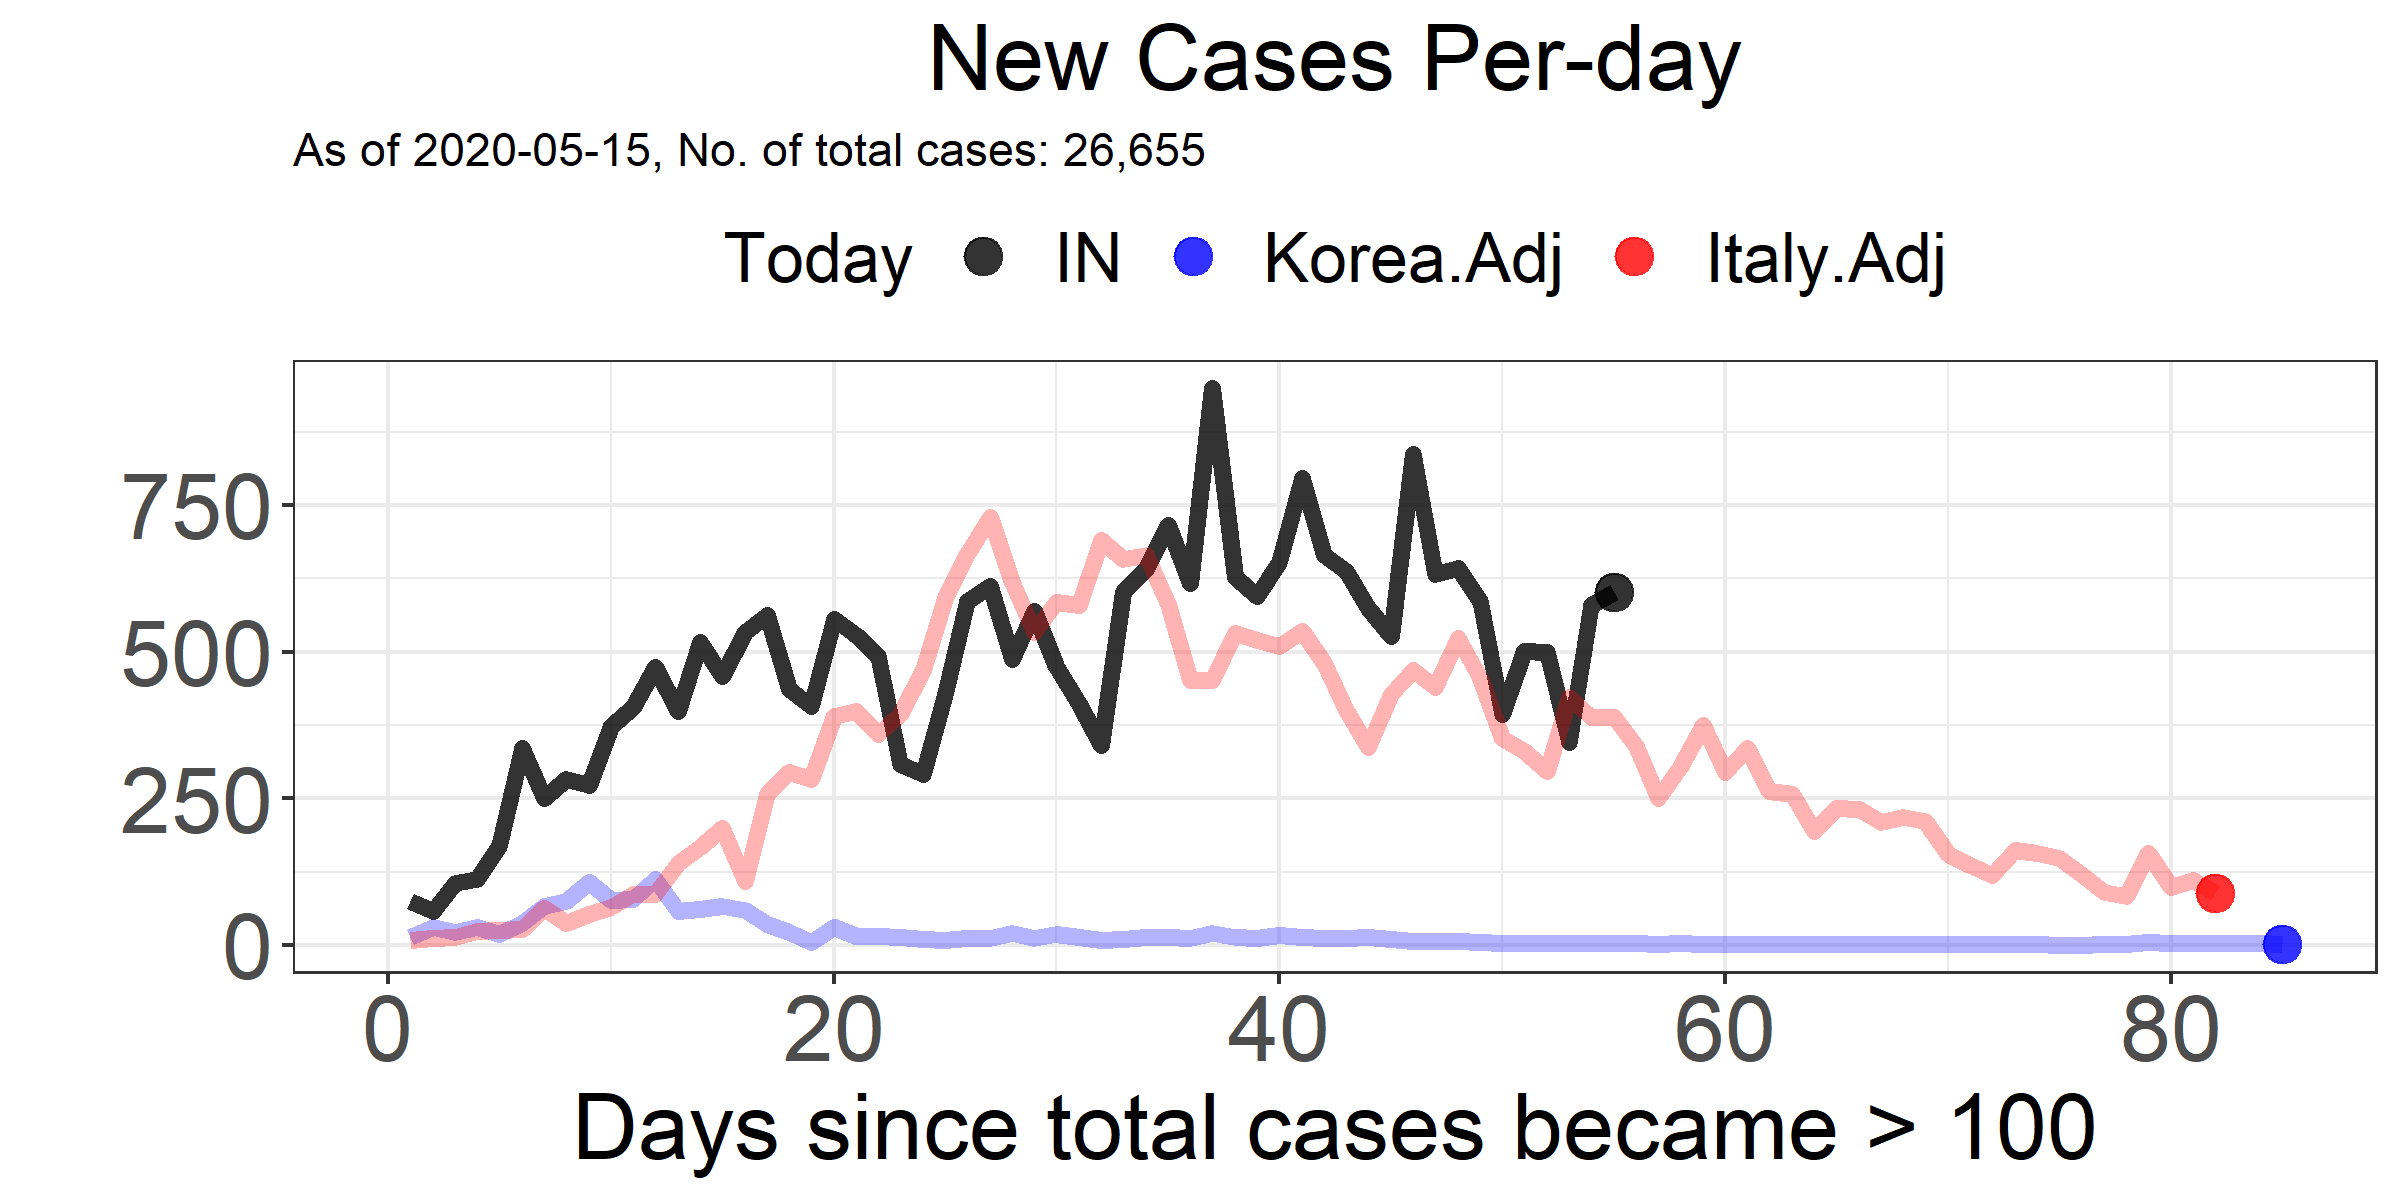 New Cases Per-day
As of 2020-05-15, No. of total cases: 26,655
Today IN Korea.Adj Italy.Adj
750
500
250
0
0 20 40 60 80
Days since total cases became > 100